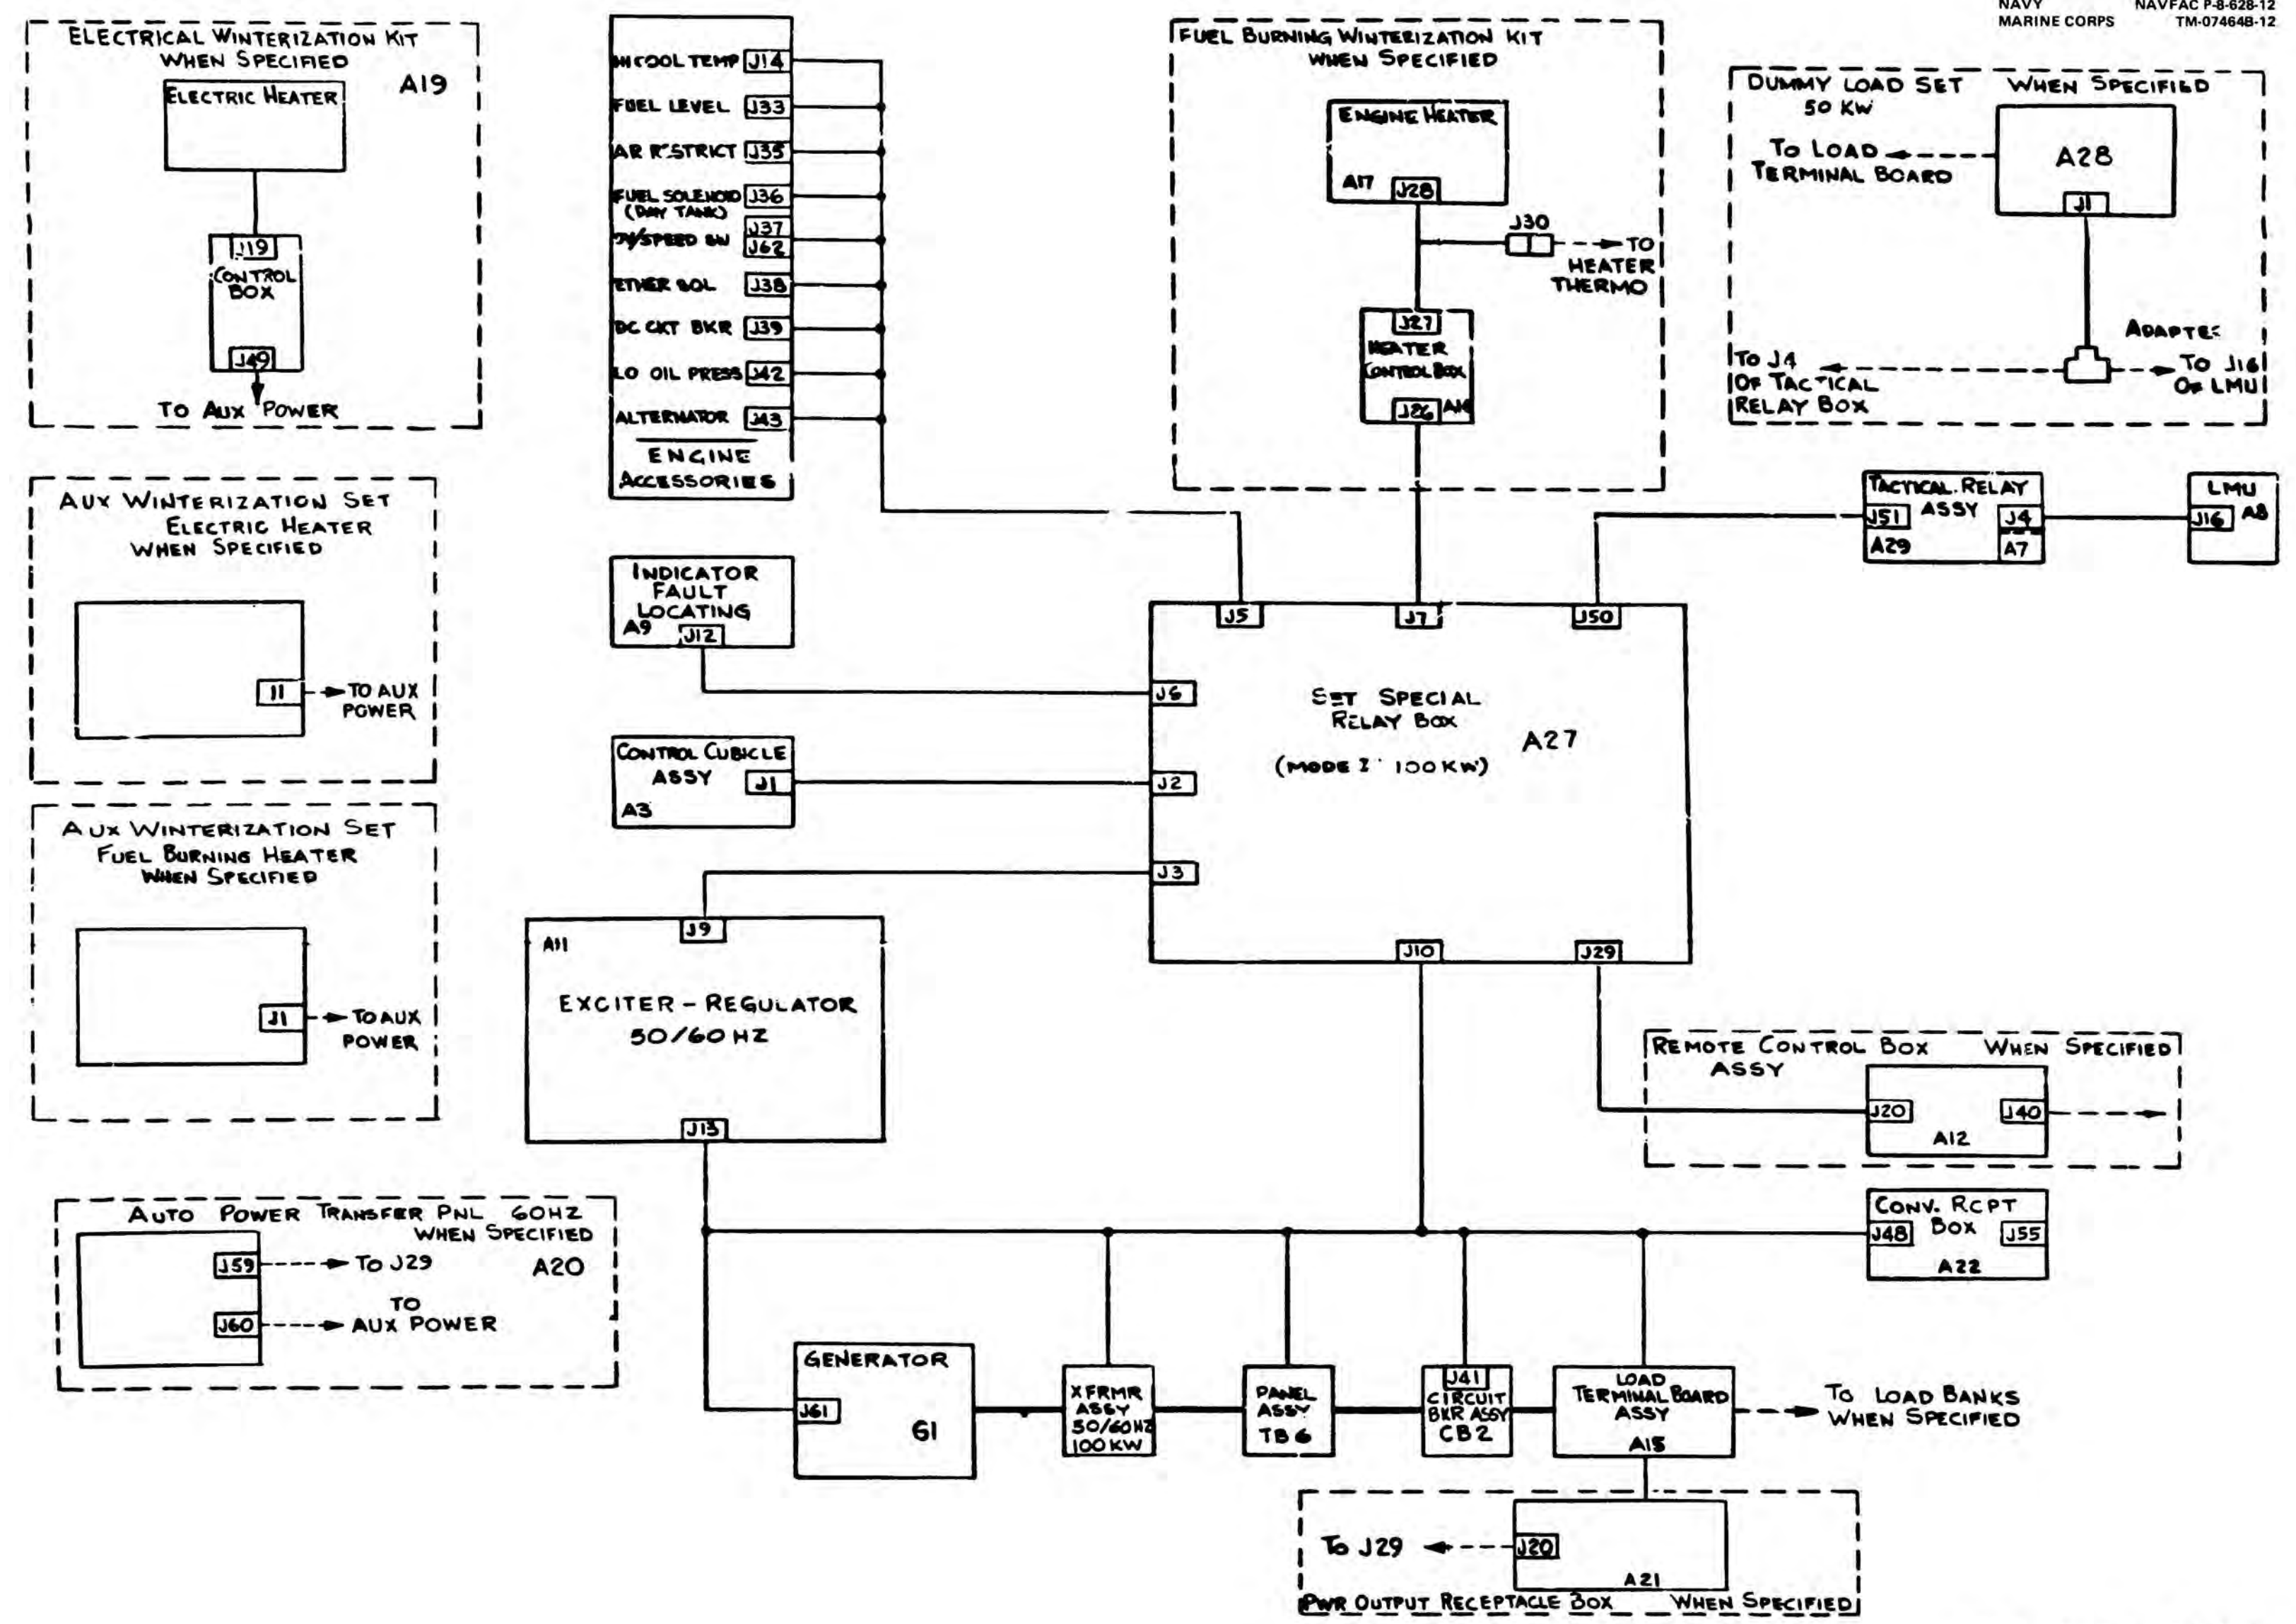 NAVY NAVFAC P-8-628-12
MARINE CORPS TM-07464B-12
ELECTRICAL WINTERIZATION KIT
WHEN SPECIFIED
A19
ELECTRIC HEATER
J19
CONTROL
BOX
J49
TO AUX POWER
COOL TEMP J14
FUEL LEVEL J33
J35
FUEL SOLENOID J36
(DAY TANK)
J37
SPEED SW
J62
ETHER SOL J38
DC CKT BKR J39
LO OIL PRESS J42
ALTERNATOR J43
ENGINE
ACCESSORIES
FUEL BURNING WINTERIZATION KIT
WHEN SPECIFIED
ENGINE HEATER
A17 J28
J30
TO
HEATER
THERMO
J27
HEATER
CONTROL BOX
J26
DUMMY LOAD SET WHEN SPECIFIED
50 KW
TO LOAD
TERMINAL BOARD
A28
J1
TO J4
OF TACTICAL
RELAY BOX
TO J16
OF LMU
AUX WINTERIZATION SET
ELECTRIC HEATER
WHEN SPECIFIED
TO AUX
POWER
INDICATOR
FAULT
LOCATING
A9 J12
TACTICAL RELAY
ASSY
J51 J4
A29 A7
LMU
J16 A8
J5 J7 J50
J6
SET SPECIAL
RELAY BOX
A27
(MODE I 100KW)
J2
J3
J10 J29
CONTROL CUBICLE
ASSY J1
A3
AUX WINTERIZATION SET
FUEL BURNING HEATER
WHEN SPECIFIED
J1 TO AUX
POWER
A11 J9
EXCITER-REGULATOR
50/60 HZ
J13
REMOTE CONTROL BOX WHEN SPECIFIED
ASSY
J20 J40
A12
CONV. RCPT
BOX
J48 J55
A22
AUTO POWER TRANSFER PNL 60HZ
WHEN SPECIFIED
J59 TO J29
A20
J60 TO
AUX POWER
GENERATOR
J61
G1
XFRMR
ASSY
50/60HZ
100KW
PANEL
ASSY
TB6
J41
CIRCUIT
BKR ASSY
CB2
LOAD
TERMINAL BOARD
ASSY
A15
TO LOAD BANKS
WHEN SPECIFIED
TO J29 J20
A21
PWR OUTPUT RECEPTACLE BOX WHEN SPECIFIED